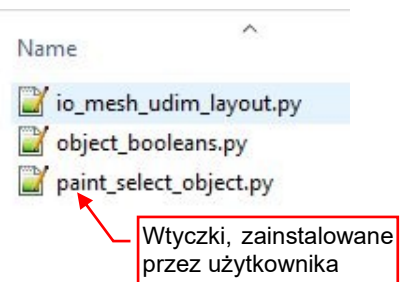 Name
io_mesh_udim_layout.py
object_booleans.py
paint_select_object.py
Wtyczki, zainstalowane
przez użytkownika